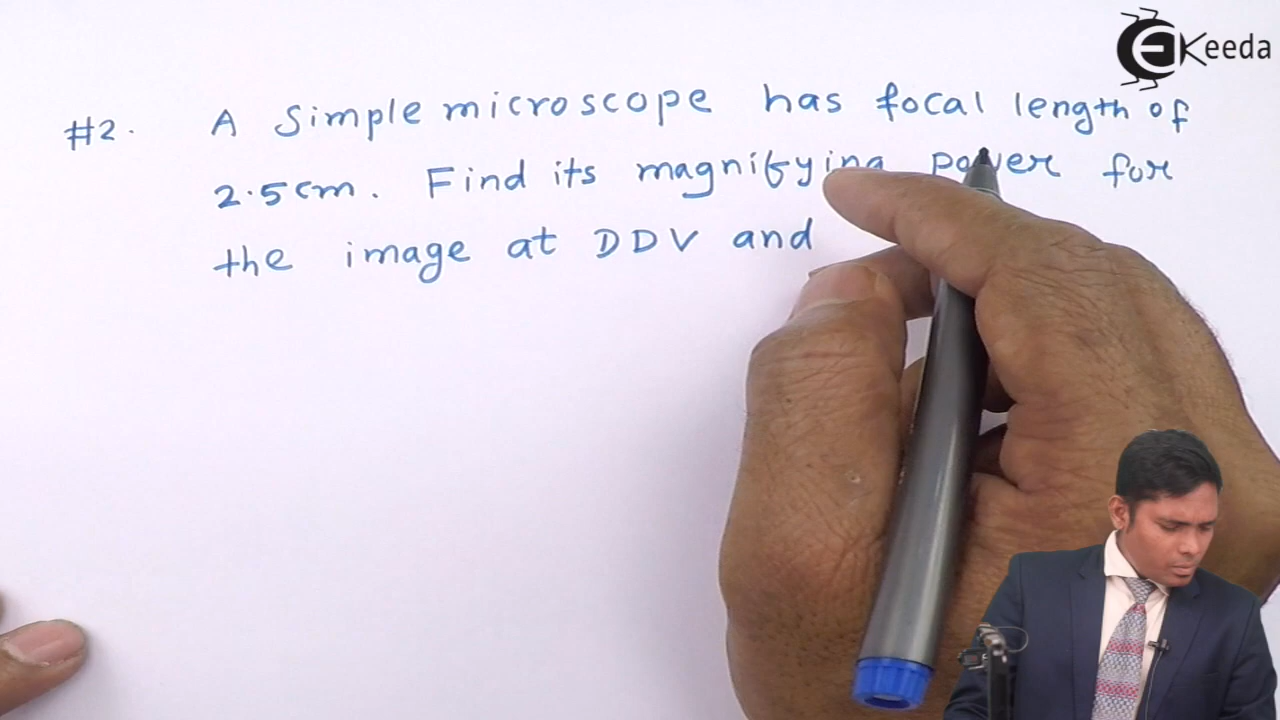 Keeda
#2. A simple microscope has focal length of
2.5cm. Find its magnifying power for
the image at DDV and